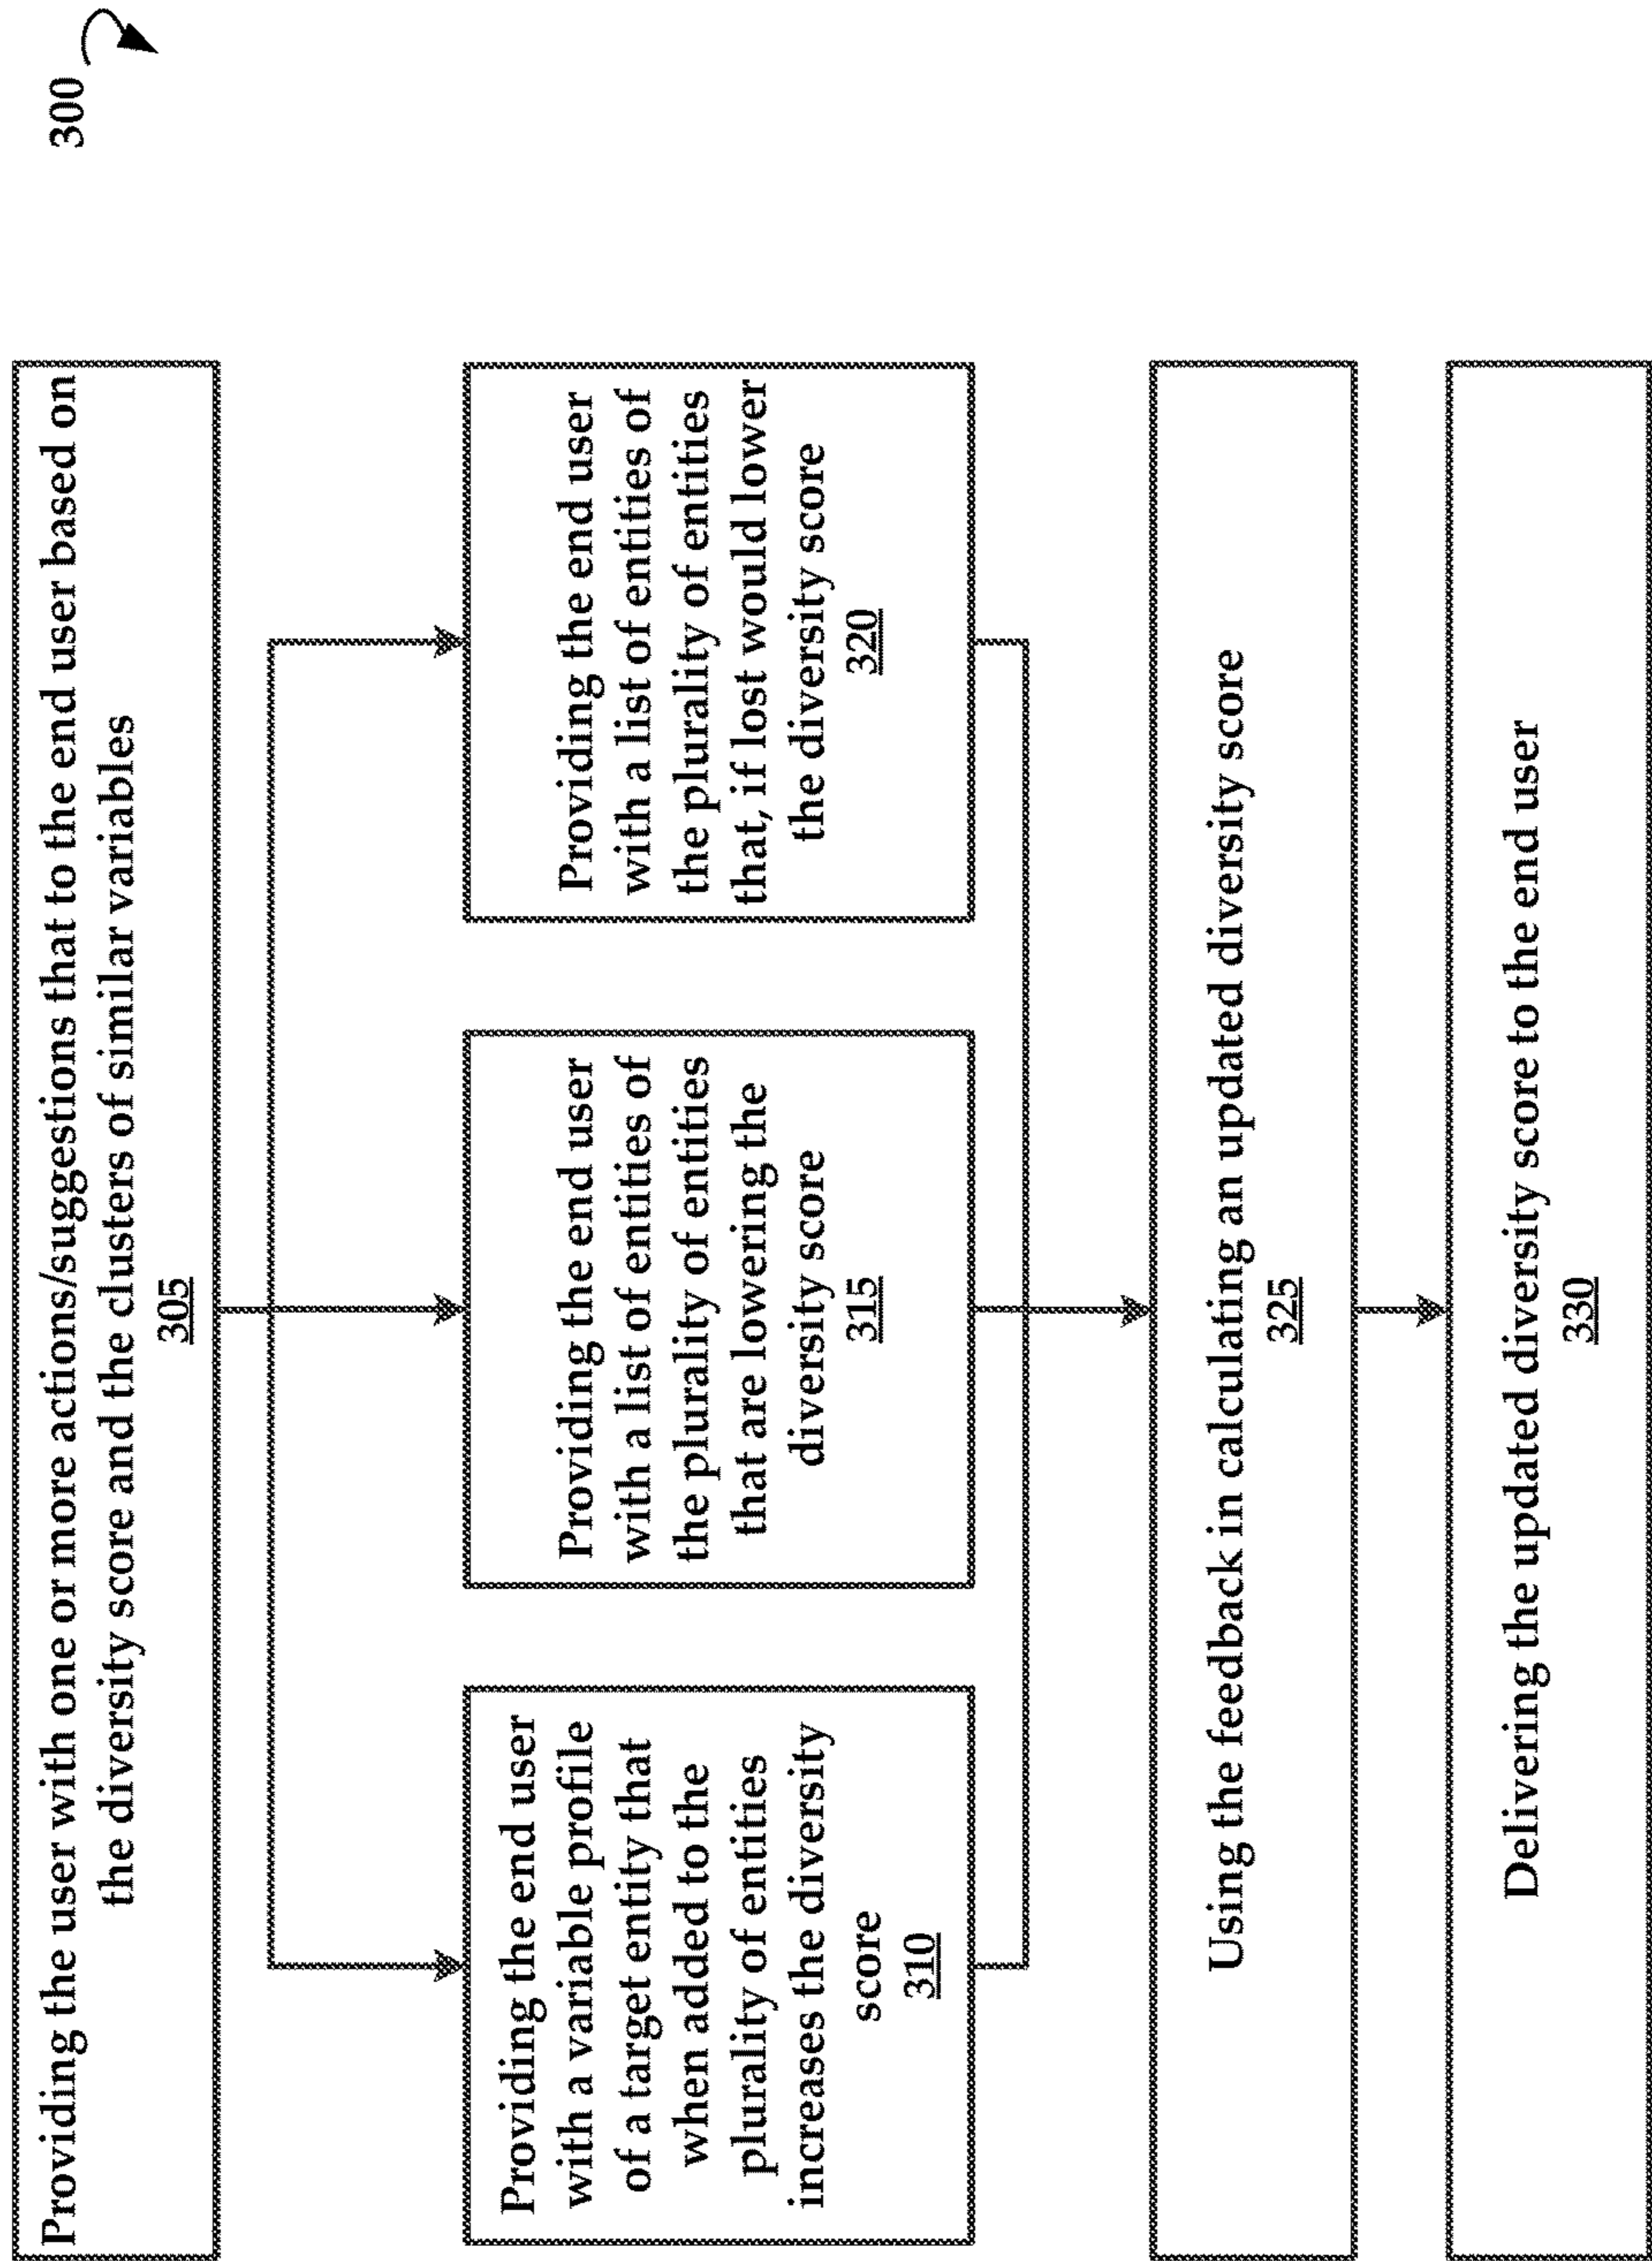 300
Providing the user with one or more actions/suggestions that to the end user based on
the diversity score and the clusters of similar variables
305
Providing the end user
with a variable profile
of a target entity that
when added to the
plurality of entities
increases the diversity
score
310
Providing the end user
with a list of entities of
the plurality of entities
that are lowering the
diversity score
315
Providing the end user
with a list of entities of
the plurality of entities
that, if lost would lower
the diversity score
320
Using the feedback in calculating an updated diversity score
325
Delivering the updated diversity score to the end user
330